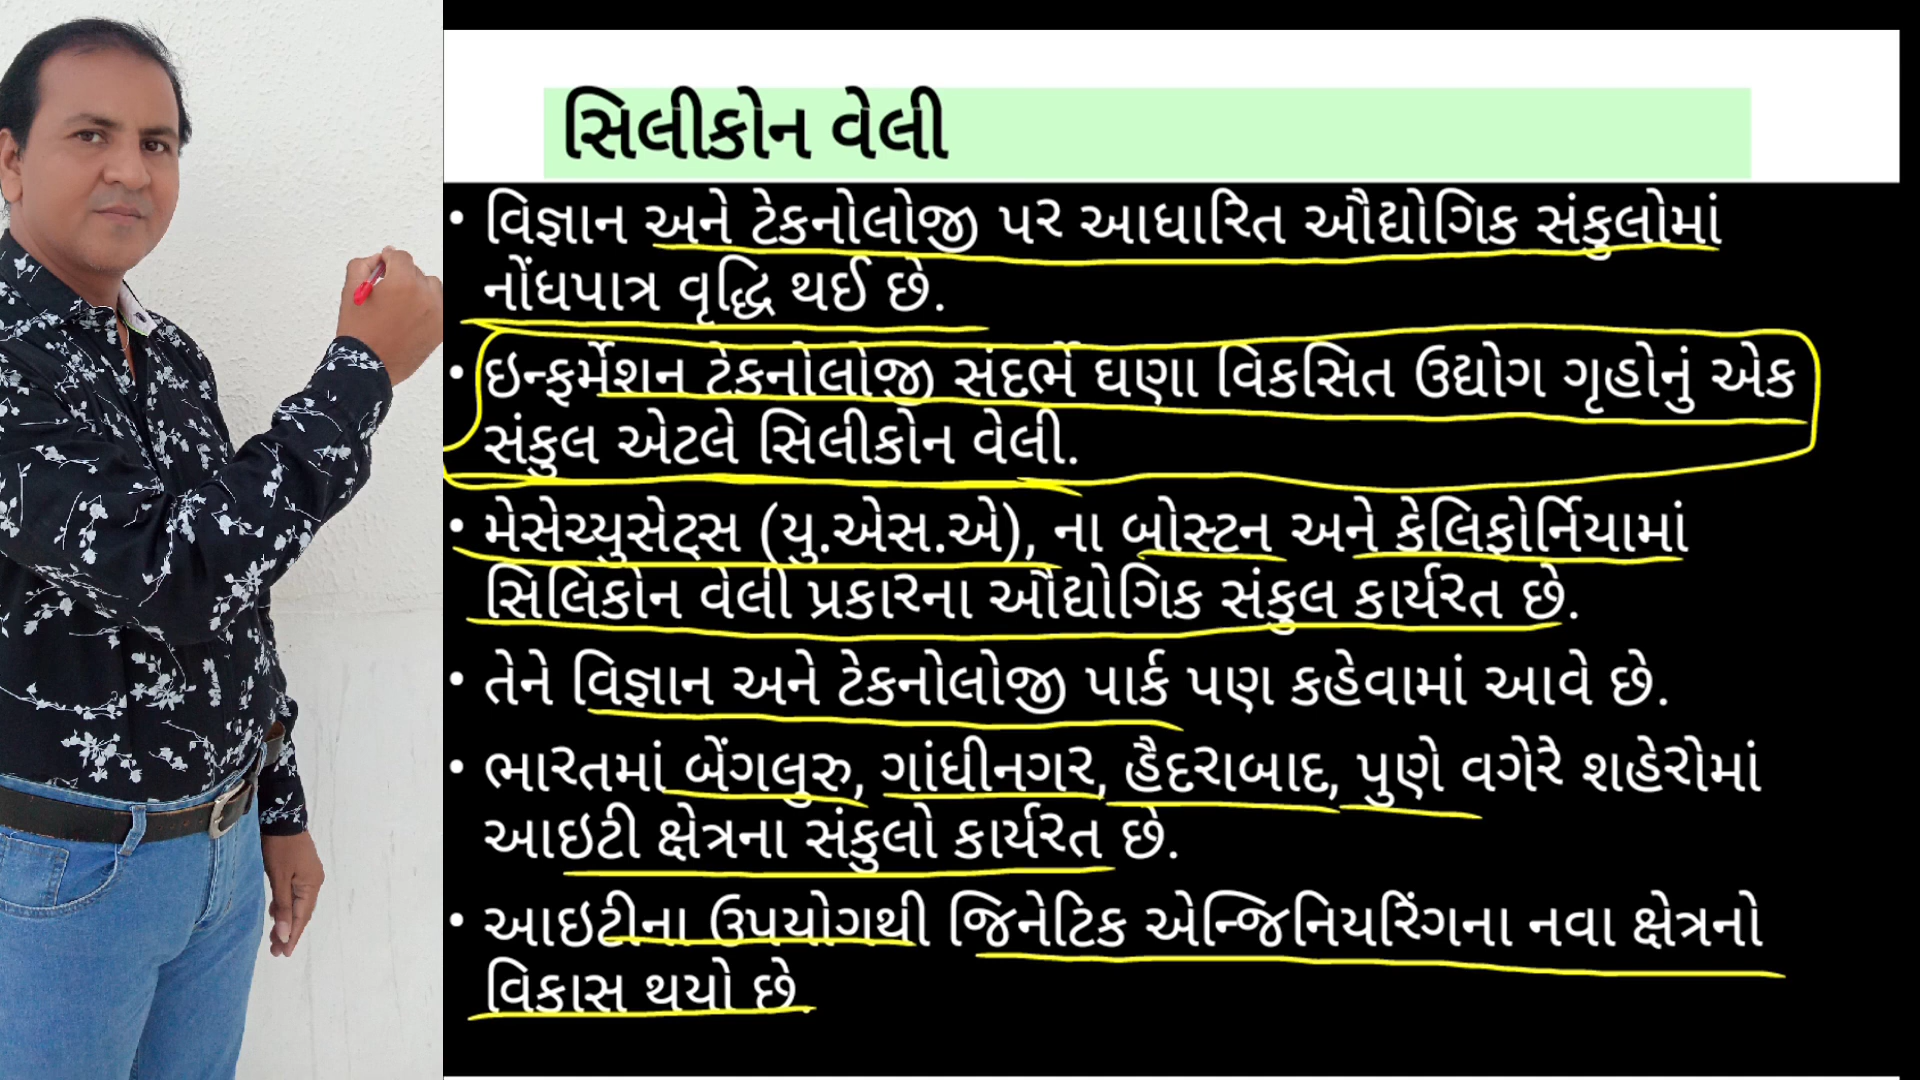 સિલીકોન વેલી
• વિજ્ઞાન અને ટેકનોલોજી પર આધારિત ઔદ્યોગિક સંકુલોમાં
નોંધપાત્ર વૃદ્ધિ થઈ છે.
• ઇન્ફર્મેશન ટેકનોલોજી સંદર્ભે ઘણા વિકસિત ઉદ્યોગ ગૃહોનું એક
સંકુલ એટલે સિલીકોન વેલી.
• મેસેચ્યુસેટ્સ (યુ.એસ.એ), ના બોસ્ટન અને કેલિફોર્નિયામાં
સિલિકોન વેલી પ્રકારના ઔદ્યોગિક સંકુલ કાર્યરત છે.
• તેને વિજ્ઞાન અને ટેકનોલોજી પાર્ક પણ કહેવામાં આવે છે.
• ભારતમાં બેંગલુરુ, ગાંધીનગર, હૈદરાબાદ, પુણે વગેરે શહેરોમાં
આઇટી ક્ષેત્રના સંકુલો કાર્યરત છે.
• આઇટીના ઉપયોગથી જિનેટિક એન્જિનિયરિંગના નવા ક્ષેત્રનો
વિકાસ થયો છે.